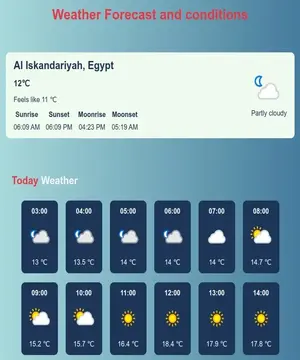 Weather Forecast and conditions
Al Iskandariyah, Egypt
12℃
Feels like 11 ℃
Partly cloudy
Sunrise Sunset Moonrise Moonset
06:09 AM 06:09 PM 04:23 PM 05:19 AM
Today Weather
03:00 04:00 05:00 06:00 07:00 08:00
13 ℃ 13.5 ℃ 14 ℃ 14 ℃ 14 ℃ 14.7 ℃
09:00 10:00 11:00 12:00 13:00 14:00
15.2 ℃ 15.7 ℃ 16.4 ℃ 18.4 ℃ 17.9 ℃ 17.8 ℃